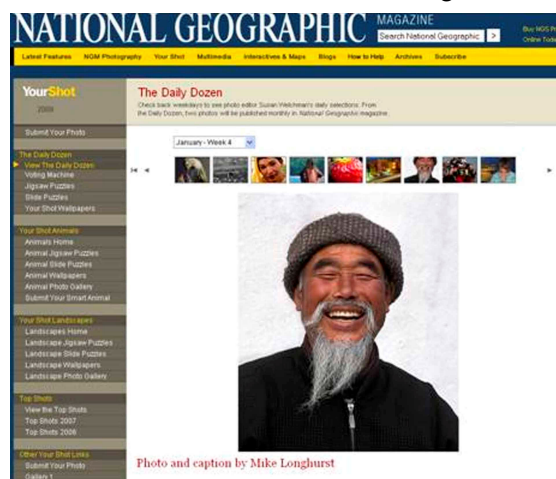 NATIONAL GEOGRAPHIC
MAGAZINE
Search National Geographic >
Buy NGS
Online
Latest Features NGM Photography Your Shot Multimedia Interactives & Maps Blogs How to Help Archives Subscribe
YourShot
2009
Submit Your Photo
The Daily Dozen
View The Daily Dozen
Voting Machine
Jigsaw Puzzles
Slide Puzzles
Your Shot Wallpapers
Your Shot Animals
Animals Home
Animal Jigsaw Puzzles
Animal Slide Puzzles
Animal Wallpapers
Animal Photo Gallery
Submit Your Smart Animal
Your Shot Landscapes
Landscapes Home
Landscape Jigsaw Puzzles
Landscape Slide Puzzles
Landscape Wallpapers
Landscape Photo Gallery
Top Shots
View the Top Shots
Top Shots 2007
Top Shots 2006
Other Your Shot Links
Submit Your Photo
Gallery 1
The Daily Dozen
Check back weekdays to see photo editor Susan Welchman's daily selections. From
the Daily Dozen, two photos will be published monthly in National Geographic magazine.
January - Week 4
Photo and caption by Mike Longhurst